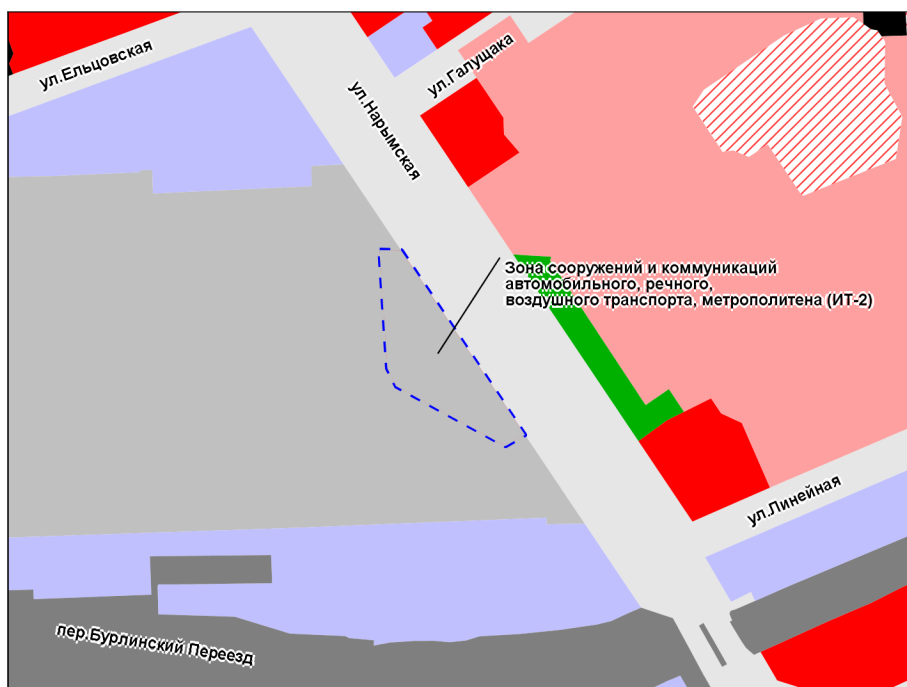 ул.Ельцовская
ул.Галущака
ул.Нарымская
Зона сооружений и коммуникаций
автомобильного, речного,
воздушного транспорта, метрополитена (ИТ-2)
ул.Линейная
пер.Бурлинский Переезд